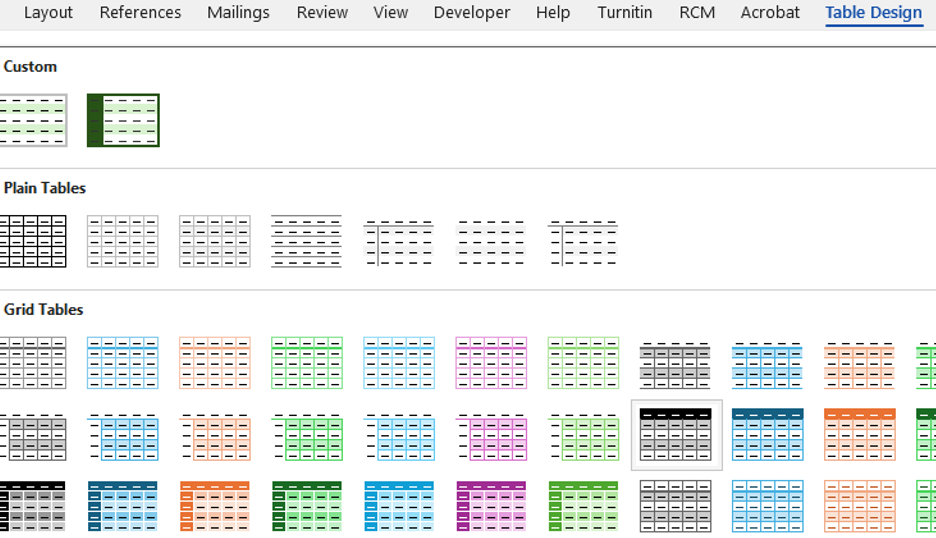 Layout References Mailings Review View Developer Help Turnitin RCM Acrobat Table Design
Custom
Plain Tables
Grid Tables